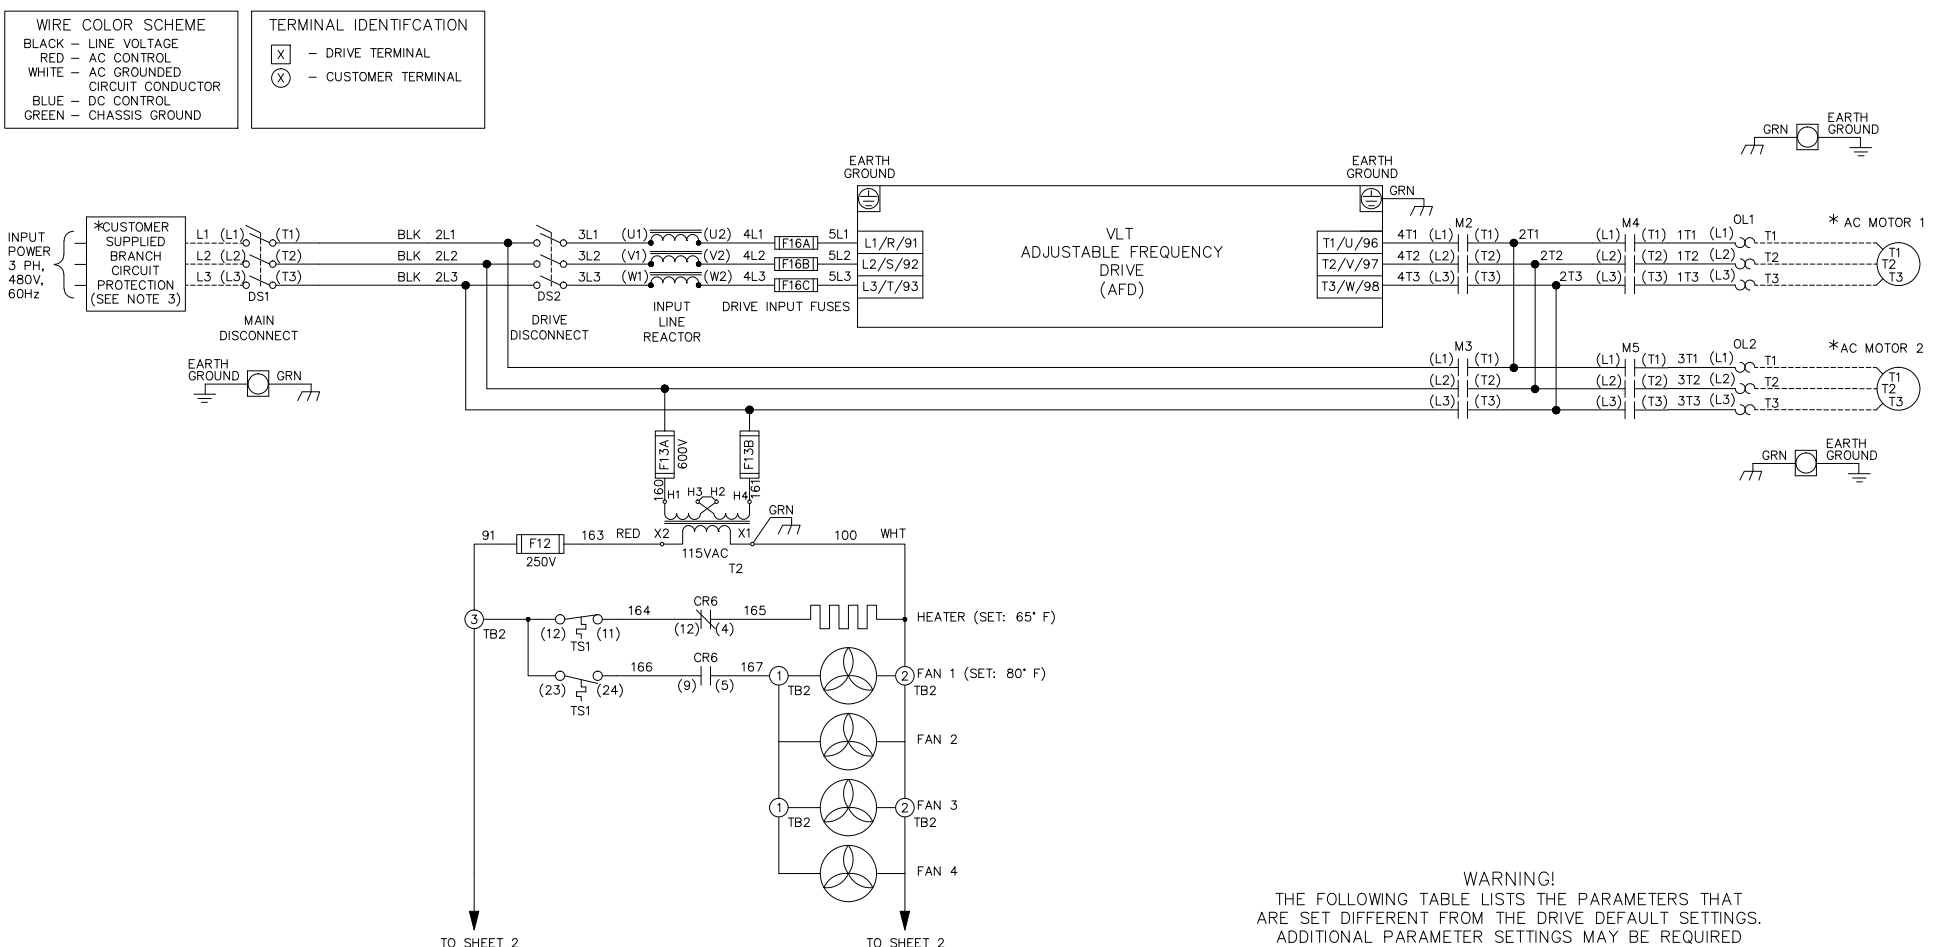 WIRE COLOR SCHEME
BLACK – LINE VOLTAGE
RED – AC CONTROL
WHITE – AC GROUNDED
CIRCUIT CONDUCTOR
BLUE – DC CONTROL
GREEN – CHASSIS GROUND
TERMINAL IDENTIFCATION
X – DRIVE TERMINAL
X – CUSTOMER TERMINAL
INPUT
POWER
3 PH,
480V,
60Hz
*CUSTOMER
SUPPLIED
BRANCH
CIRCUIT
PROTECTION
(SEE NOTE 3)
L1 (L1) (T1) BLK 2L1 3L1 (U1) (U2) 4L1 F16A 5L1 L1/R/91
L2 (L2) (T2) BLK 2L2 3L2 (V1) (V2) 4L2 F16B 5L2 L2/S/92
L3 (L3) (T3) BLK 2L3 3L3 (W1) (W2) 4L3 F16C 5L3 L3/T/93
DS1
MAIN
DISCONNECT
DS2
DRIVE
DISCONNECT
INPUT
LINE
REACTOR
DRIVE INPUT FUSES
EARTH
GROUND
GRN
EARTH
GROUND
VLT
ADJUSTABLE FREQUENCY
DRIVE
(AFD)
EARTH
GROUND
GRN
M2 M4 OL1
T1/U/96 4T1 (L1) (T1) 2T1 (L1) (T1) 1T1 (L1) T1
T2/V/97 4T2 (L2) (T2) 2T2 (L2) (T2) 1T2 (L2) T2
T3/W/98 4T3 (L3) (T3) 2T3 (L3) (T3) 1T3 (L3) T3
* AC MOTOR 1
T1
T2
T3
GRN
EARTH
GROUND
M3 M5 OL2
(L1) (T1) (L1) (T1) 3T1 (L1) T1
(L2) (T2) (L2) (T2) 3T2 (L2) T2
(L3) (T3) (L3) (T3) 3T3 (L3) T3
*AC MOTOR 2
T1
T2
T3
GRN
EARTH
GROUND
F13A
600V
F13B
160
161
H1 H3 H2 H4
GRN
91 F12 163 RED X2 X1 100 WHT
250V
115VAC
T2
3
TB2
164 CR6 165
(12) (11) (12) (4)
TS1
HEATER (SET: 65° F)
166 CR6 167
(23) (24) (9) (5)
TS1
1
TB2
2
TB2
FAN 1 (SET: 80° F)
FAN 2
1
TB2
2
TB2
FAN 3
FAN 4
TO SHEET 2
TO SHEET 2
WARNING!
THE FOLLOWING TABLE LISTS THE PARAMETERS THAT
ARE SET DIFFERENT FROM THE DRIVE DEFAULT SETTINGS.
ADDITIONAL PARAMETER SETTINGS MAY BE REQUIRED